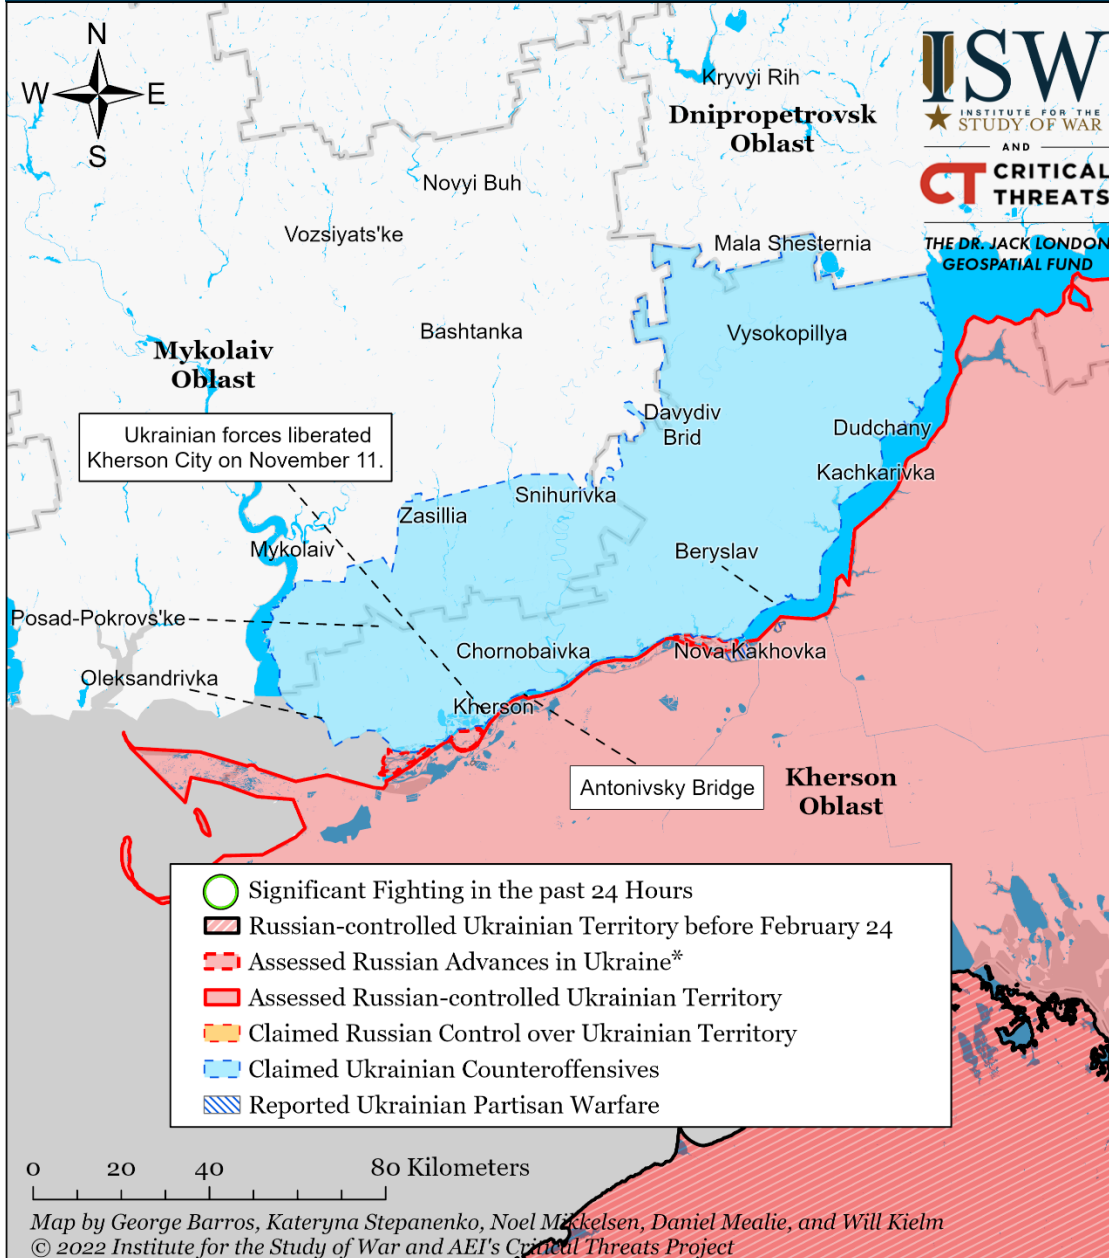 N
W E
S
ISW
INSTITUTE FOR THE
STUDY OF WAR
AND
CT CRITICAL
THREATS
THE DR. JACK LONDON
GEOSPATIAL FUND
Kryvyi Rih
Dnipropetrovsk
Oblast
Novyi Buh
Vozsiyats'ke
Mala Shesternia
Bashtanka
Vysokopillya
Mykolaiv
Oblast
Davydiv
Brid
Dudchany
Ukrainian forces liberated
Kherson City on November 11.
Kachkarivka
Snihurivka
Zasillia
Mykolaiv
Beryslav
Posad-Pokrovs'ke
Chornobaivka
Nova Kakhovka
Oleksandrivka
Kherson
Antonivsky Bridge
Kherson
Oblast
Significant Fighting in the past 24 Hours
Russian-controlled Ukrainian Territory before February 24
Assessed Russian Advances in Ukraine*
Assessed Russian-controlled Ukrainian Territory
Claimed Russian Control over Ukrainian Territory
Claimed Ukrainian Counteroffensives
Reported Ukrainian Partisan Warfare
0 20 40 80 Kilometers
Map by George Barros, Kateryna Stepanenko, Noel Mikkelsen, Daniel Mealie, and Will Kielm
© 2022 Institute for the Study of War and AEI's Critical Threats Project